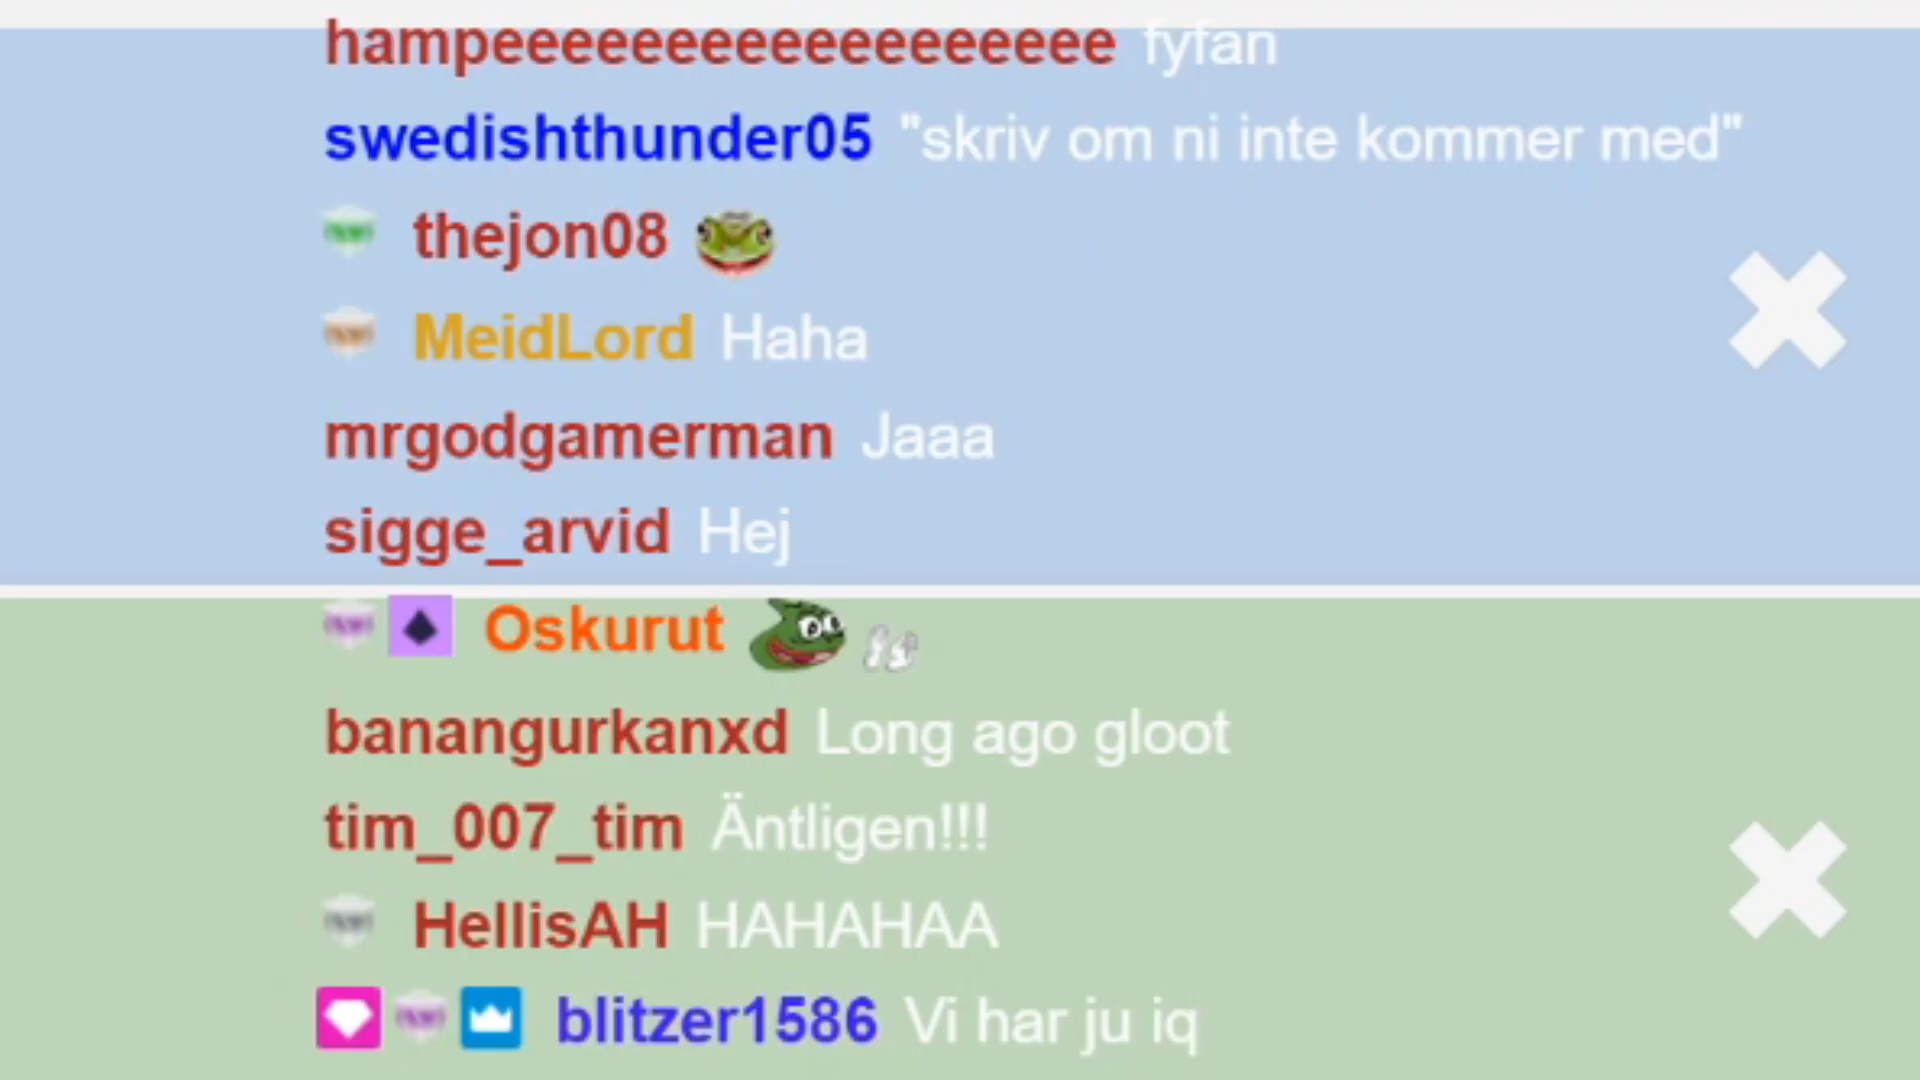 hampeeeeeeeeeeeeeeeeee fyfan
swedishthunder05 "skriv om ni inte kommer med"
thejon08
MeidLord Haha
mrgodgamerman Jaaa
sigge_arvid Hej
Oskurut
banangurkanxd Long ago gloot
tim_007_tim Äntligen!!!
HellisAH HAHAHAA
blitzer1586 Vi har ju iq